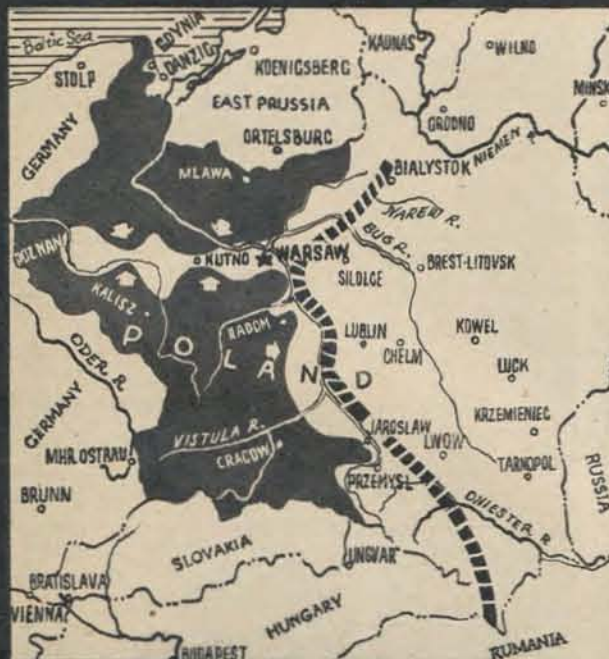 Baltic Sea
GDYNIA
DANZIG
STOLP
KOENIGSBERG
KAUNAS
WILNO
MINSK
EAST PRUSSIA
GRODNO
GERMANY
ORTELSBURG
NIEMEN
MLAWA
BIALYSTOK
NAREW R.
BUG R.
POZNAN
KUTNO
WARSAW
SILDLCE
BREST-LITOVSK
KALISZ
RADOM
LUBLIN
CHELM
KOWEL
POLAND
LUCK
ODER R.
GERMANY
VISTULA R.
KRZEMIENIEC
JAROSLAW
LWOW
MHR. OSTRAU
CRACOW
PRZEMYSL
TARNOPOL
RUSSIA
BRUNN
DNIESTER R.
SLOVAKIA
UNGVAR
BRATISLAVA
VIENNA
HUNGARY
BUDAPEST
RUMANIA